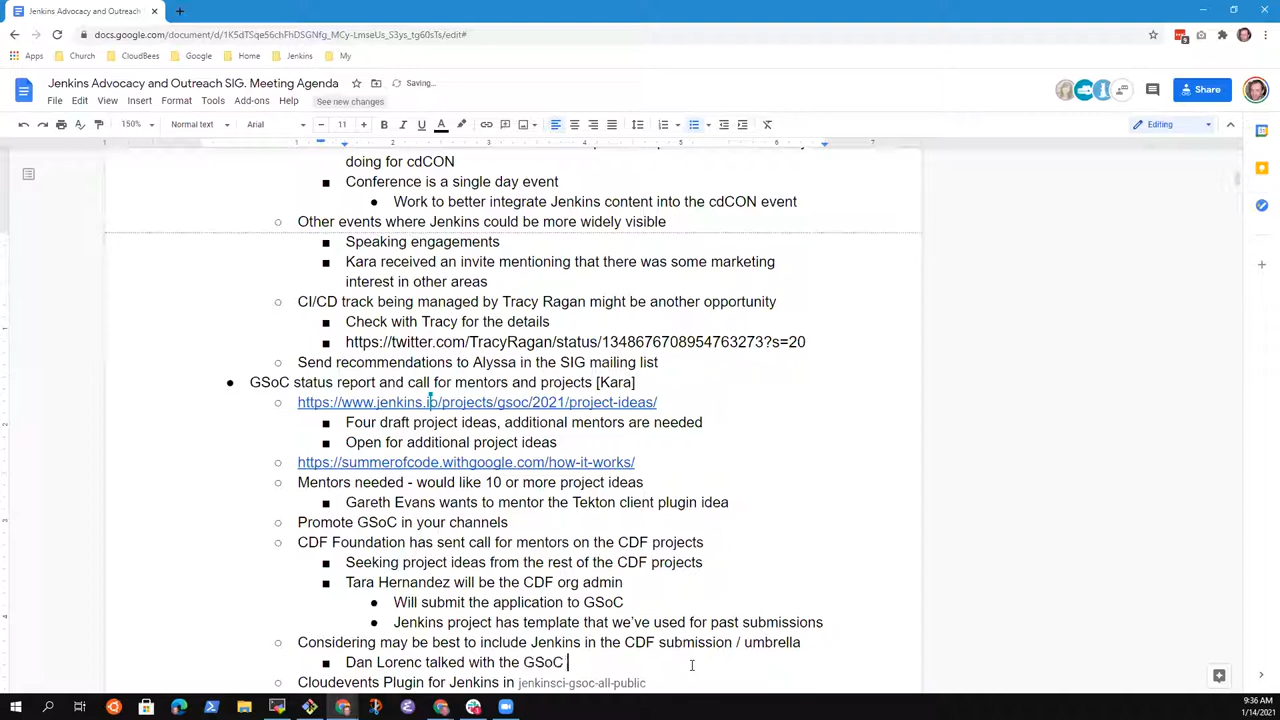 Jenkins Advocacy and Outreach SIG. Meeting Agenda
docs.google.com/document/d/1K5dTSqe56chFhDSGNfg_MCy-LmseUs_S3ys_tg60sTs/edit#
Apps Church CloudBees Google Home Jenkins My
Jenkins Advocacy and Outreach SIG. Meeting Agenda Saving…
File Edit View Insert Format Tools Add-ons Help See new changes
Share
150% Normal text Arial 11 B I U A Editing
1 1 2 3 4 5 6 7
doing for cdCON
■ Conference is a single day event
● Work to better integrate Jenkins content into the cdCON event
○ Other events where Jenkins could be more widely visible
■ Speaking engagements
■ Kara received an invite mentioning that there was some marketing
interest in other areas
○ CI/CD track being managed by Tracy Ragan might be another opportunity
■ Check with Tracy for the details
■ https://twitter.com/TracyRagan/status/1348676708954763273?s=20
○ Send recommendations to Alyssa in the SIG mailing list
● GSoC status report and call for mentors and projects [Kara]
○ https://www.jenkins.io/projects/gsoc/2021/project-ideas/
■ Four draft project ideas, additional mentors are needed
■ Open for additional project ideas
○ https://summerofcode.withgoogle.com/how-it-works/
○ Mentors needed - would like 10 or more project ideas
■ Gareth Evans wants to mentor the Tekton client plugin idea
○ Promote GSoC in your channels
○ CDF Foundation has sent call for mentors on the CDF projects
■ Seeking project ideas from the rest of the CDF projects
■ Tara Hernandez will be the CDF org admin
● Will submit the application to GSoC
● Jenkins project has template that we've used for past submissions
○ Considering may be best to include Jenkins in the CDF submission / umbrella
■ Dan Lorenc talked with the GSoC
○ Cloudevents Plugin for Jenkins in jenkinsci-gsoc-all-public
9:36 AM
1/14/2021